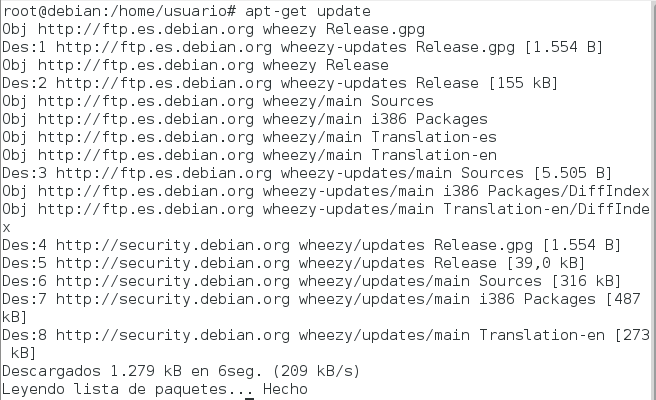 root@debian:/home/usuario# apt-get update
Obj http://ftp.es.debian.org wheezy Release.gpg
Des:1 http://ftp.es.debian.org wheezy-updates Release.gpg [1.554 B]
Obj http://ftp.es.debian.org wheezy Release
Des:2 http://ftp.es.debian.org wheezy-updates Release [155 kB]
Obj http://ftp.es.debian.org wheezy/main Sources
Obj http://ftp.es.debian.org wheezy/main i386 Packages
Obj http://ftp.es.debian.org wheezy/main Translation-es
Obj http://ftp.es.debian.org wheezy/main Translation-en
Des:3 http://ftp.es.debian.org wheezy-updates/main Sources [5.505 B]
Obj http://ftp.es.debian.org wheezy-updates/main i386 Packages/DiffIndex
Obj http://ftp.es.debian.org wheezy-updates/main Translation-en/DiffInde
x
Des:4 http://security.debian.org wheezy/updates Release.gpg [1.554 B]
Des:5 http://security.debian.org wheezy/updates Release [39,0 kB]
Des:6 http://security.debian.org wheezy/updates/main Sources [316 kB]
Des:7 http://security.debian.org wheezy/updates/main i386 Packages [487
kB]
Des:8 http://security.debian.org wheezy/updates/main Translation-en [273
 kB]
Descargados 1.279 kB en 6seg. (209 kB/s)
Leyendo lista de paquetes... Hecho